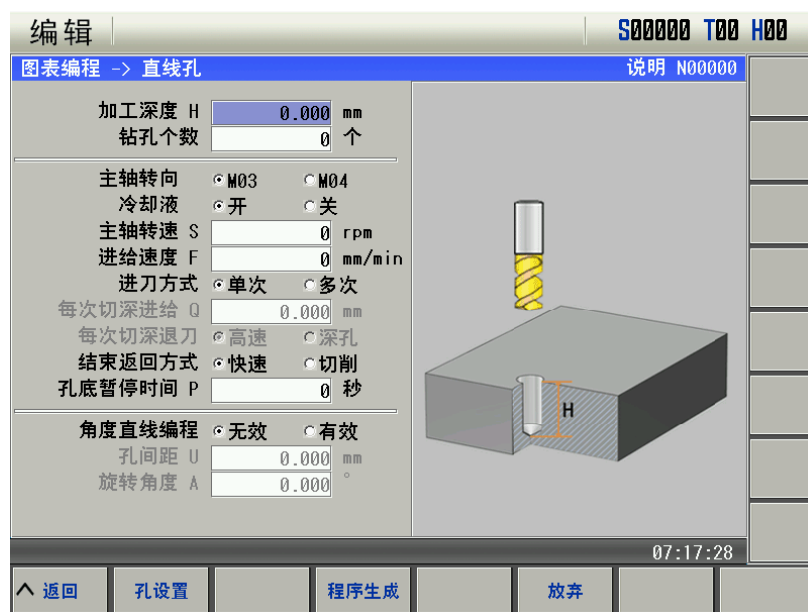 编辑 S00000 T00 H00
图表编程 -> 直线孔 说明 N00000
加工深度 H 0.000 mm
钻孔个数 0 个
主轴转向 M03 M04
冷却液 开 关
主轴转速 S 0 rpm
进给速度 F 0 mm/min
进刀方式 单次 多次
每次切深进给 Q 0.000 mm
每次切深退刀 高速 深孔
结束返回方式 快速 切削
孔底暂停时间 P 0 秒
角度直线编程 无效 有效
孔间距 U 0.000 mm
旋转角度 A 0.000 °
H
07:17:28
返回 孔设置 程序生成 放弃